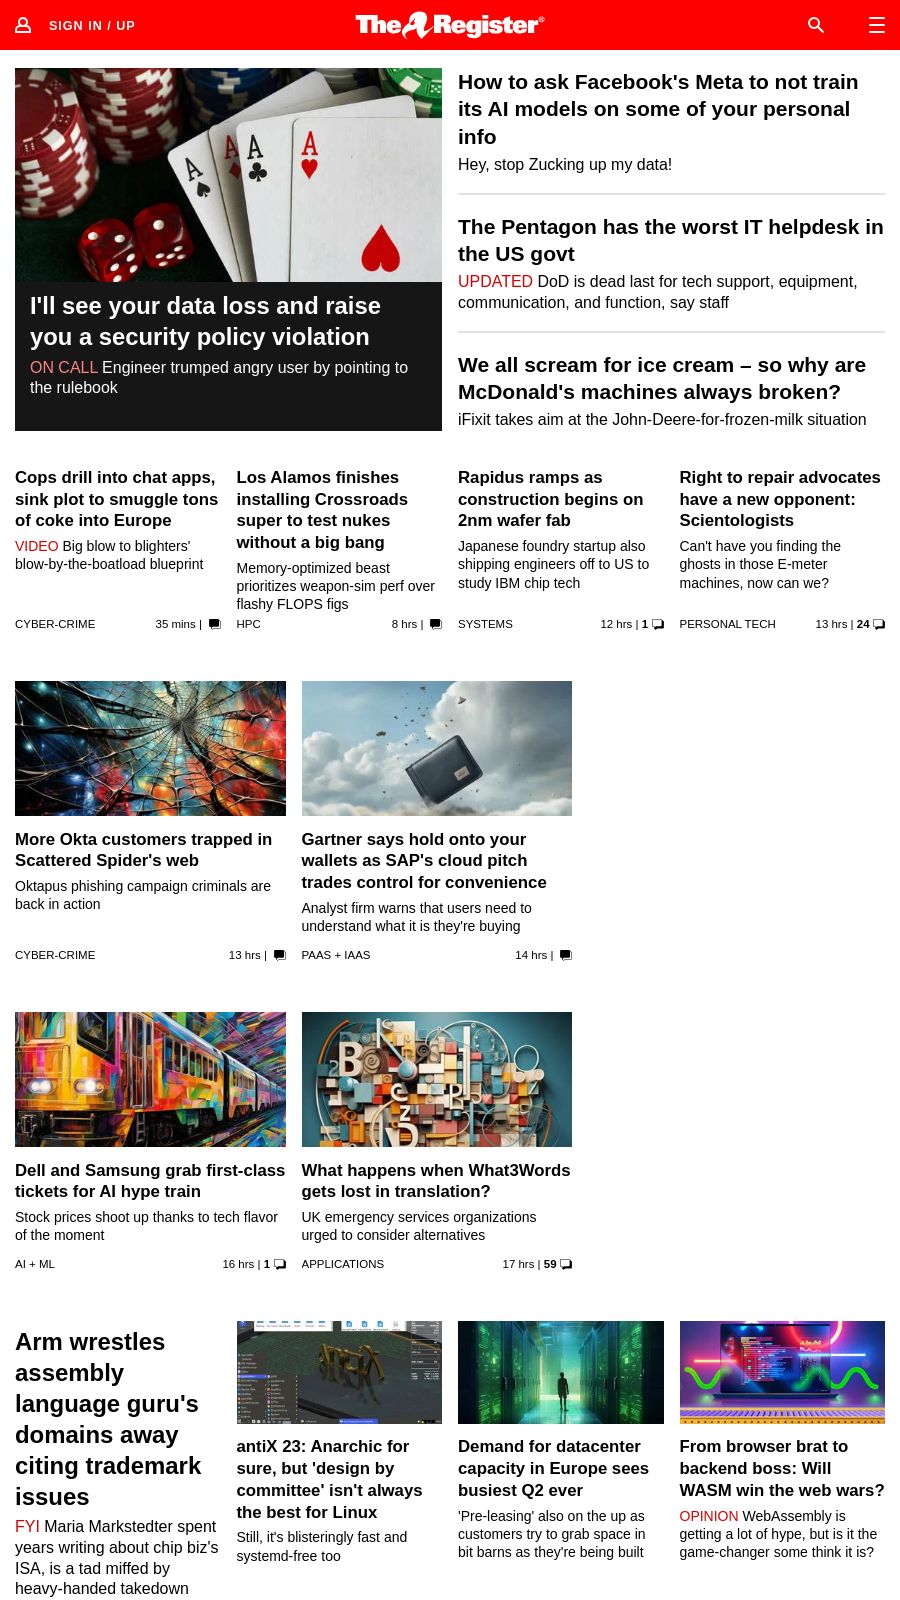 SIGN IN / UP
The Register®
I'll see your data loss and raise
you a security policy violation
ON CALL Engineer trumped angry user by pointing to
the rulebook
How to ask Facebook's Meta to not train
its AI models on some of your personal
info
Hey, stop Zucking up my data!
The Pentagon has the worst IT helpdesk in
the US govt
UPDATED DoD is dead last for tech support, equipment,
communication, and function, say staff
We all scream for ice cream – so why are
McDonald's machines always broken?
iFixit takes aim at the John-Deere-for-frozen-milk situation
Cops drill into chat apps,
sink plot to smuggle tons
of coke into Europe
VIDEO Big blow to blighters'
blow-by-the-boatload blueprint
CYBER-CRIME 35 mins |
Los Alamos finishes
installing Crossroads
super to test nukes
without a big bang
Memory-optimized beast
prioritizes weapon-sim perf over
flashy FLOPS figs
HPC 8 hrs |
Rapidus ramps as
construction begins on
2nm wafer fab
Japanese foundry startup also
shipping engineers off to US to
study IBM chip tech
SYSTEMS 12 hrs | 1
Right to repair advocates
have a new opponent:
Scientologists
Can't have you finding the
ghosts in those E-meter
machines, now can we?
PERSONAL TECH 13 hrs | 24
More Okta customers trapped in
Scattered Spider's web
Oktapus phishing campaign criminals are
back in action
CYBER-CRIME 13 hrs |
Gartner says hold onto your
wallets as SAP's cloud pitch
trades control for convenience
Analyst firm warns that users need to
understand what it is they're buying
PAAS + IAAS 14 hrs |
Dell and Samsung grab first-class
tickets for AI hype train
Stock prices shoot up thanks to tech flavor
of the moment
AI + ML 16 hrs | 1
What happens when What3Words
gets lost in translation?
UK emergency services organizations
urged to consider alternatives
APPLICATIONS 17 hrs | 59
Arm wrestles
assembly
language guru's
domains away
citing trademark
issues
FYI Maria Markstedter spent
years writing about chip biz's
ISA, is a tad miffed by
heavy-handed takedown
antiX 23: Anarchic for
sure, but 'design by
committee' isn't always
the best for Linux
Still, it's blisteringly fast and
systemd-free too
Demand for datacenter
capacity in Europe sees
busiest Q2 ever
'Pre-leasing' also on the up as
customers try to grab space in
bit barns as they're being built
From browser brat to
backend boss: Will
WASM win the web wars?
OPINION WebAssembly is
getting a lot of hype, but is it the
game-changer some think it is?